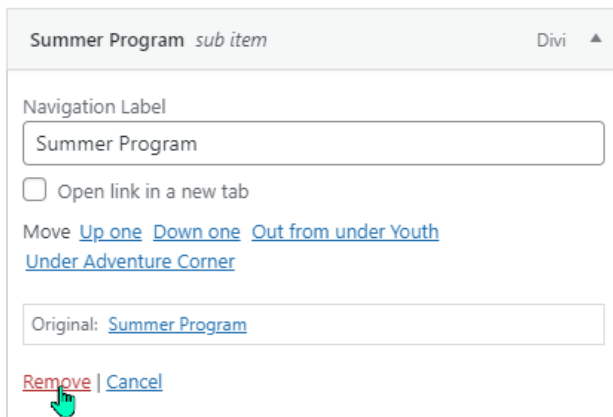 Summer Program sub item Divi
Navigation Label
Summer Program
Open link in a new tab
Move Up one Down one Out from under Youth
Under Adventure Corner
Original: Summer Program
Remove | Cancel